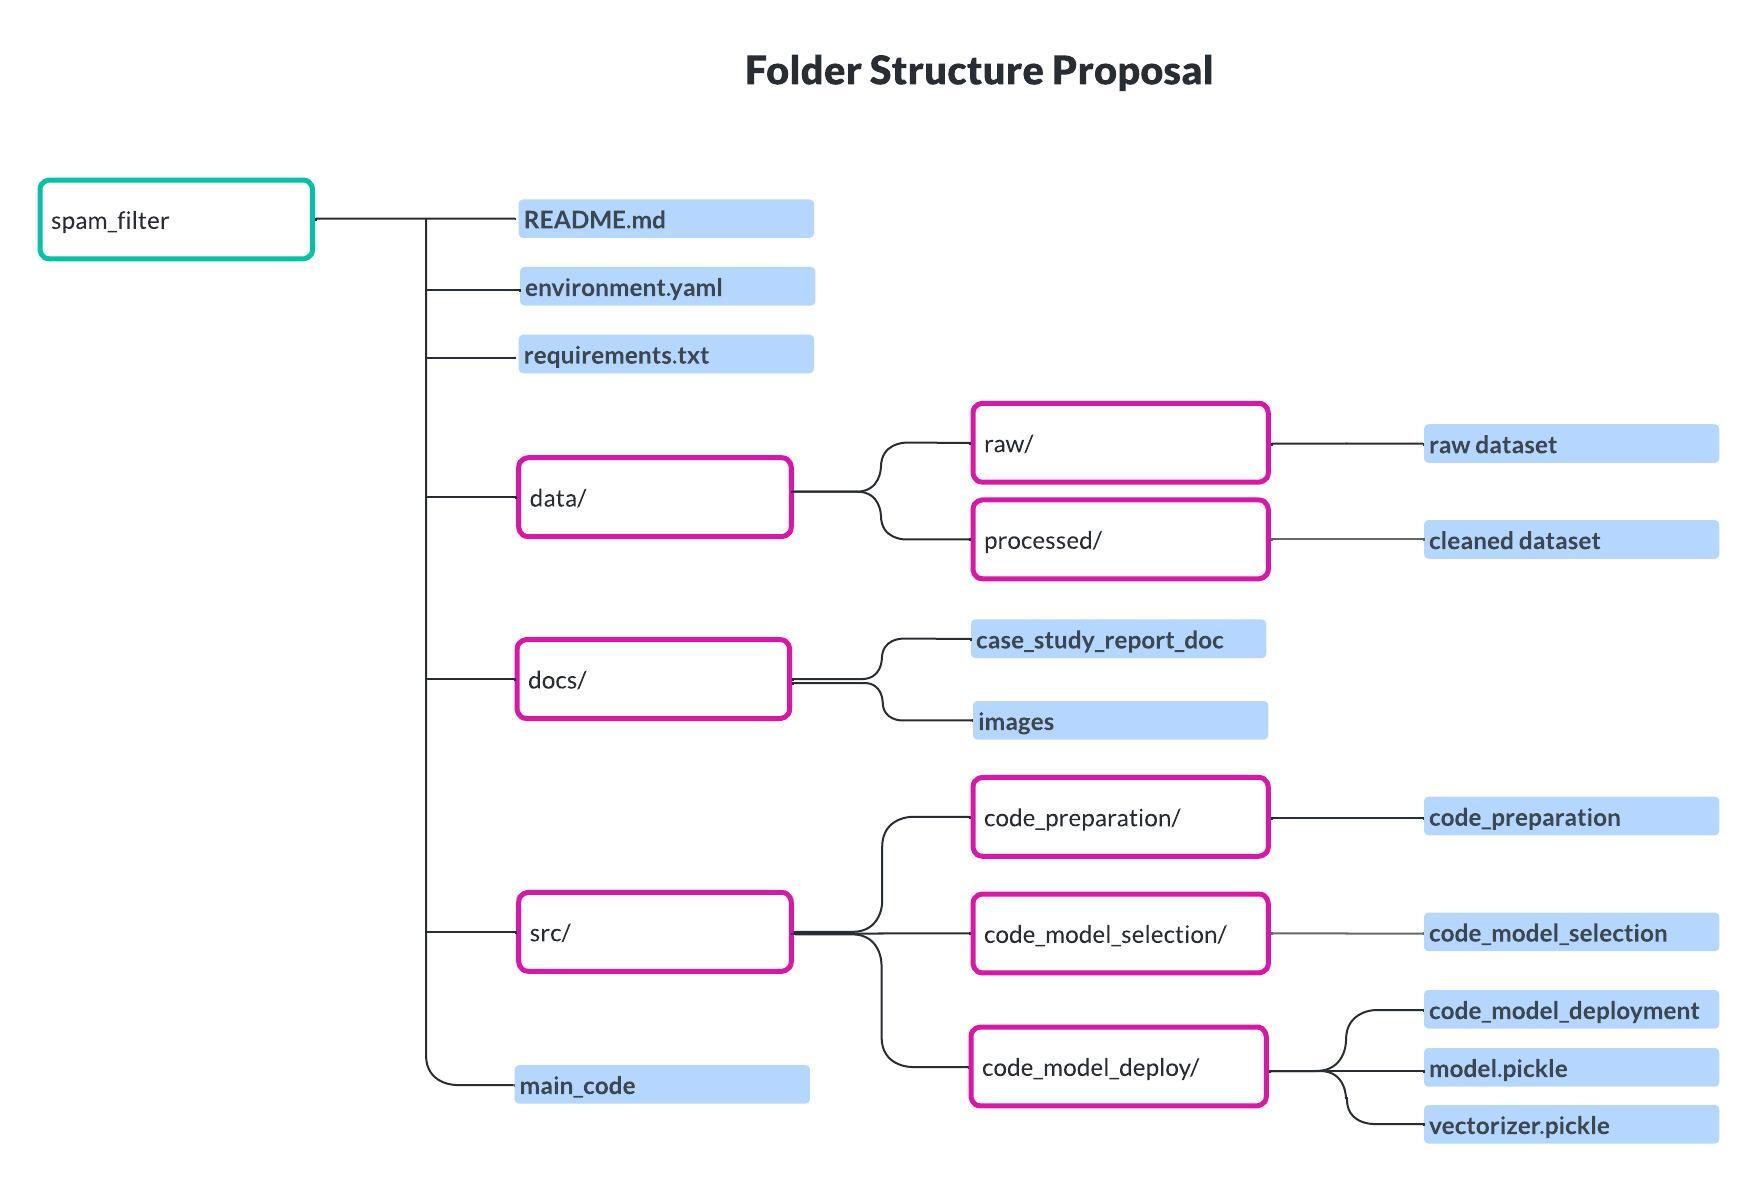 Folder Structure Proposal
spam_filter
README.md
environment.yaml
requirements.txt
data/
raw/
raw dataset
processed/
cleaned dataset
docs/
case_study_report_doc
images
src/
code_preparation/
code_preparation
code_model_selection/
code_model_selection
code_model_deploy/
code_model_deployment
model.pickle
vectorizer.pickle
main_code